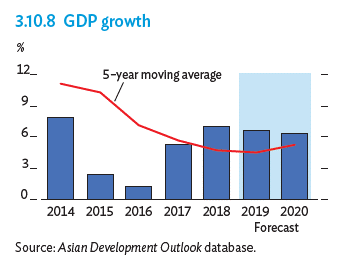 3.10.8 GDP growth
%
12
5-year moving average
9
6
3
0
2014 2015 2016 2017 2018 2019 2020
Forecast
Source: Asian Development Outlook database.